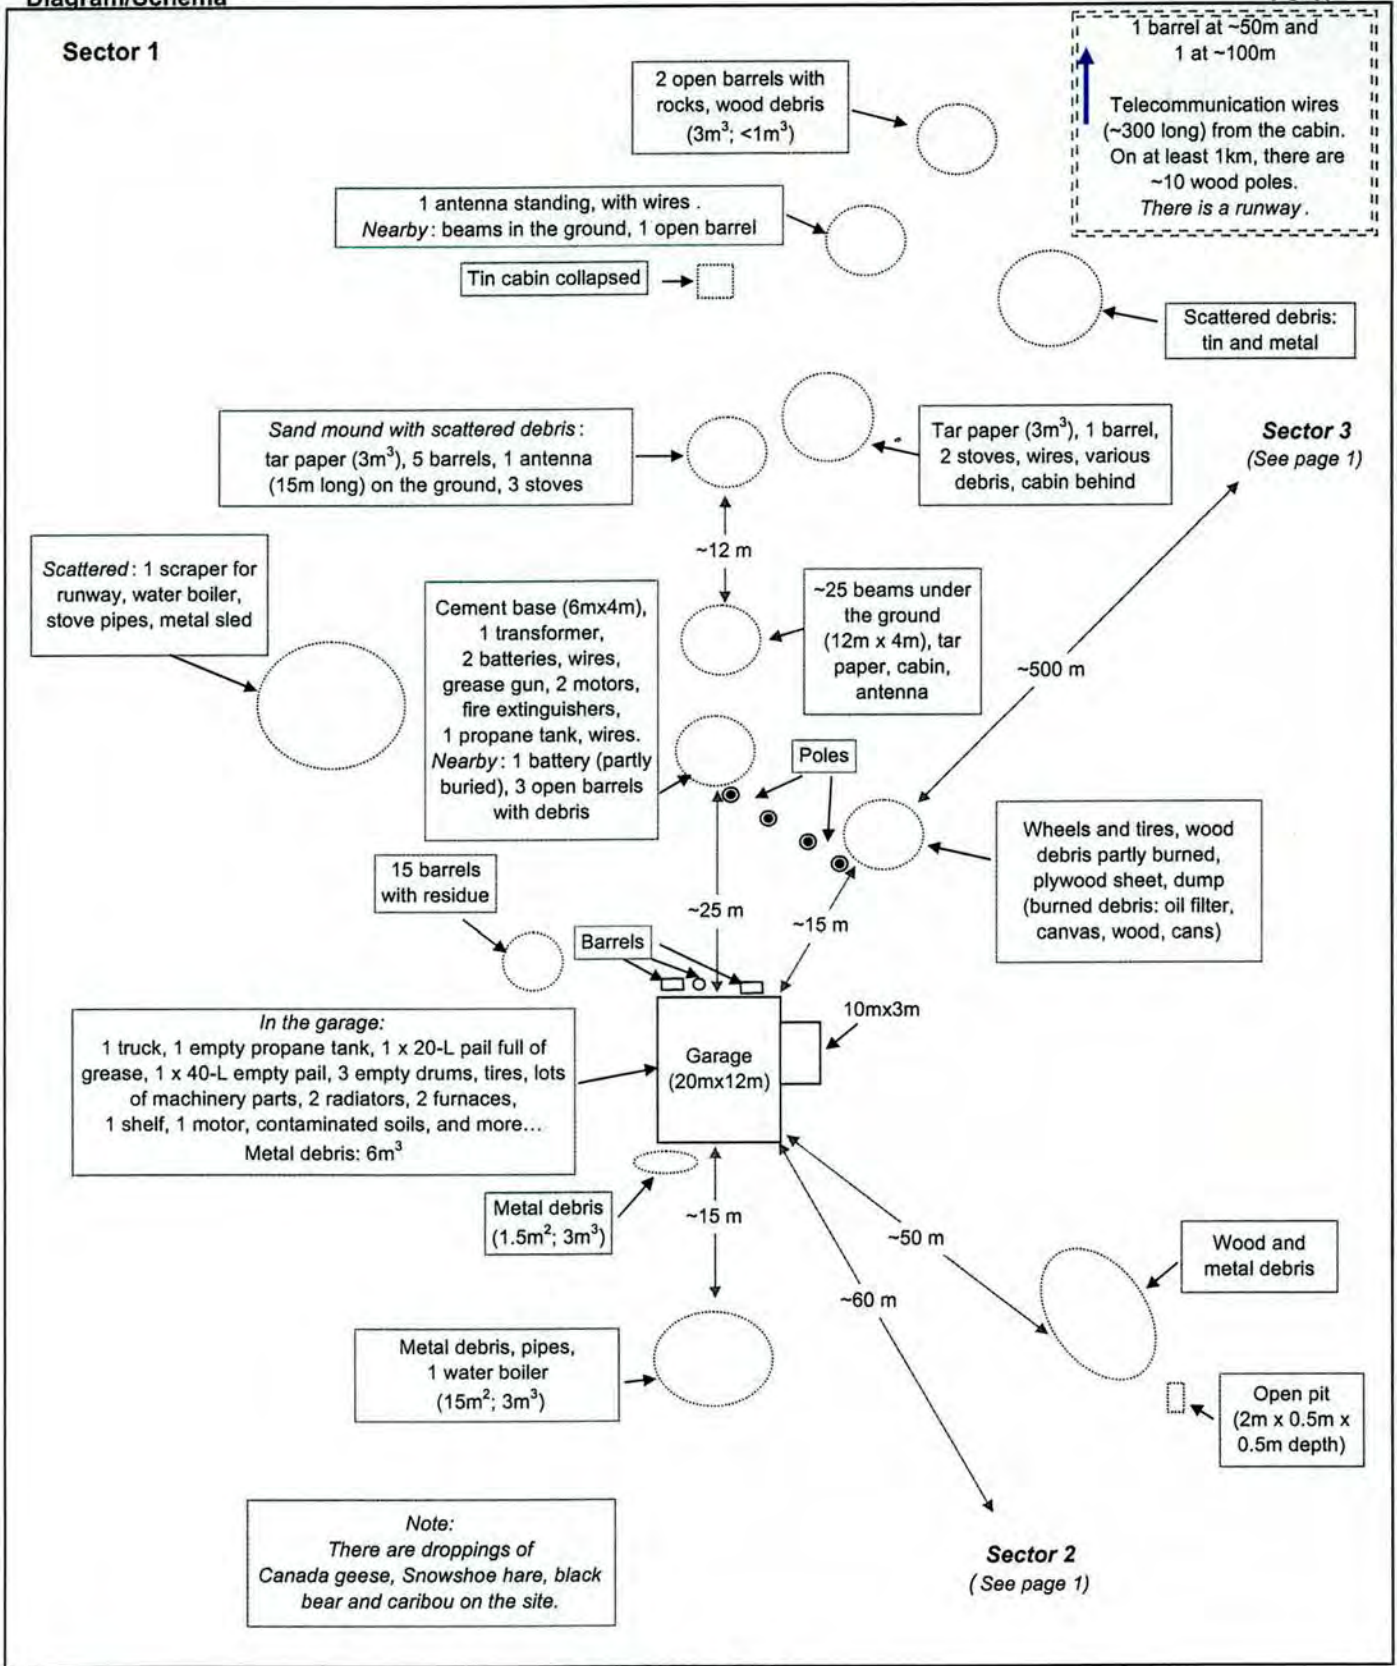 Diagram/Schema
Sector 1
1 barrel at ~50m and
1 at ~100m
Telecommunication wires
(~300 long) from the cabin.
On at least 1km, there are
~10 wood poles.
There is a runway.
2 open barrels with
rocks, wood debris
(3m³; <1m³)
1 antenna standing, with wires .
Nearby: beams in the ground, 1 open barrel
Tin cabin collapsed
Scattered debris:
tin and metal
Sand mound with scattered debris:
tar paper (3m³), 5 barrels, 1 antenna
(15m long) on the ground, 3 stoves
Tar paper (3m³), 1 barrel,
2 stoves, wires, various
debris, cabin behind
Sector 3
(See page 1)
~12 m
Scattered: 1 scraper for
runway, water boiler,
stove pipes, metal sled
Cement base (6mx4m),
1 transformer,
2 batteries, wires,
grease gun, 2 motors,
fire extinguishers,
1 propane tank, wires.
Nearby: 1 battery (partly
buried), 3 open barrels
with debris
~25 beams under
the ground
(12m x 4m), tar
paper, cabin,
antenna
~500 m
Poles
Wheels and tires, wood
debris partly burned,
plywood sheet, dump
(burned debris: oil filter,
canvas, wood, cans)
15 barrels
with residue
~25 m
~15 m
Barrels
10mx3m
In the garage:
1 truck, 1 empty propane tank, 1 x 20-L pail full of
grease, 1 x 40-L empty pail, 3 empty drums, tires, lots
of machinery parts, 2 radiators, 2 furnaces,
1 shelf, 1 motor, contaminated soils, and more...
Metal debris: 6m³
Garage
(20mx12m)
Metal debris
(1.5m²; 3m³)
~15 m
~50 m
~60 m
Wood and
metal debris
Metal debris, pipes,
1 water boiler
(15m²; 3m³)
Open pit
(2m x 0.5m x
0.5m depth)
Note:
There are droppings of
Canada geese, Snowshoe hare, black
bear and caribou on the site.
Sector 2
( See page 1)